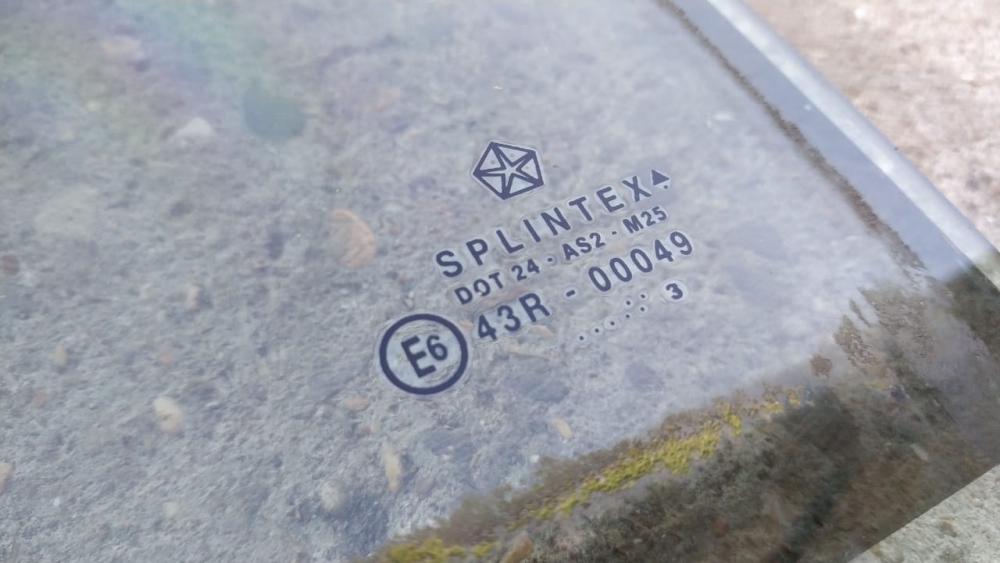 SPLINTEX
DOT 24 · AS2 · M25
43R - 00049
E6
..... : : 3